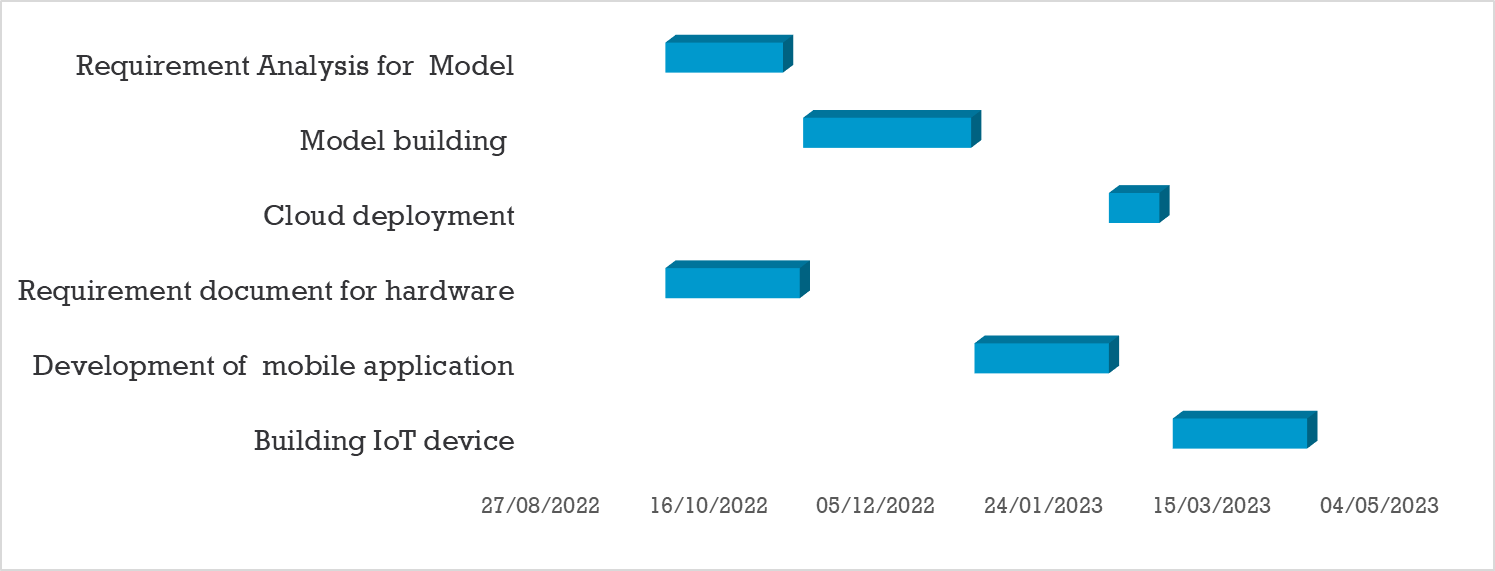 Requirement Analysis for  Model
Model building
Cloud deployment
Requirement document for hardware
Development of  mobile application
Building IoT device
27/08/2022 16/10/2022 05/12/2022 24/01/2023 15/03/2023 04/05/2023